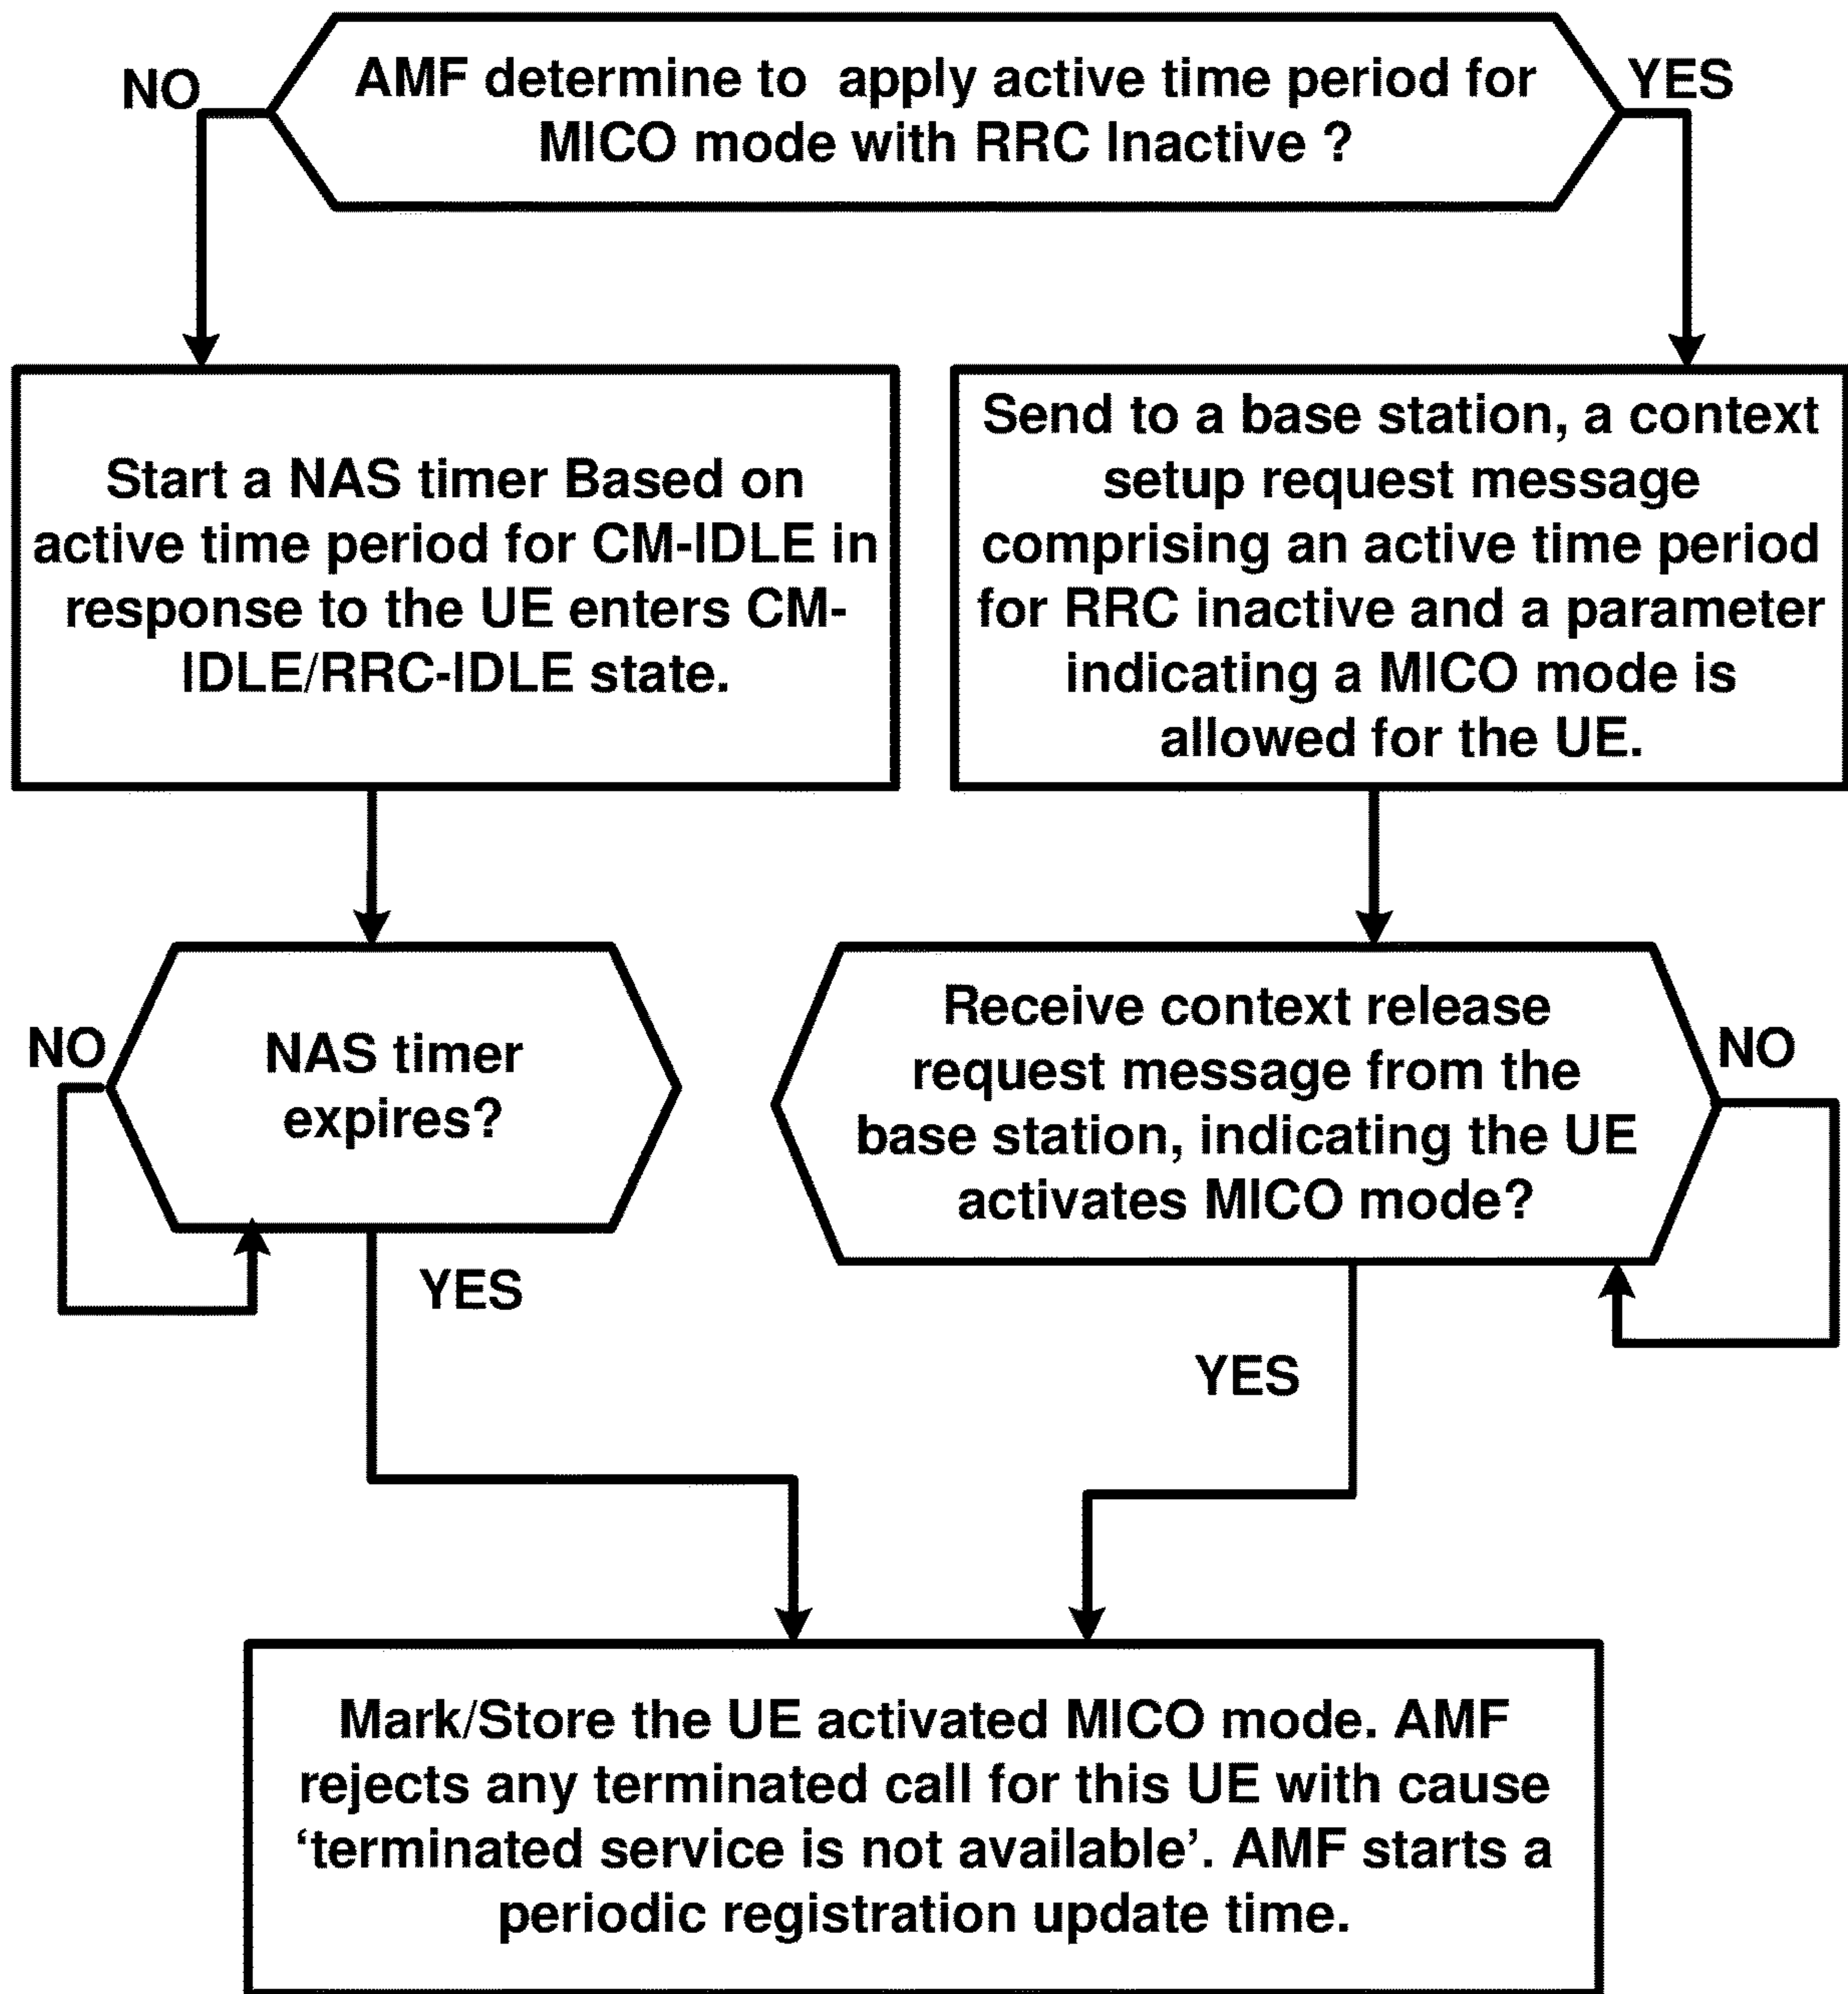 AMF determine to apply active time period for
MICO mode with RRC Inactive ?
NO
YES
Start a NAS timer Based on
active time period for CM-IDLE in
response to the UE enters CM-
IDLE/RRC-IDLE state.
Send to a base station, a context
setup request message
comprising an active time period
for RRC inactive and a parameter
indicating a MICO mode is
allowed for the UE.
NO
NAS timer
expires?
YES
Receive context release
request message from the
base station, indicating the UE
activates MICO mode?
NO
YES
Mark/Store the UE activated MICO mode. AMF
rejects any terminated call for this UE with cause
‘terminated service is not available’. AMF starts a
periodic registration update time.